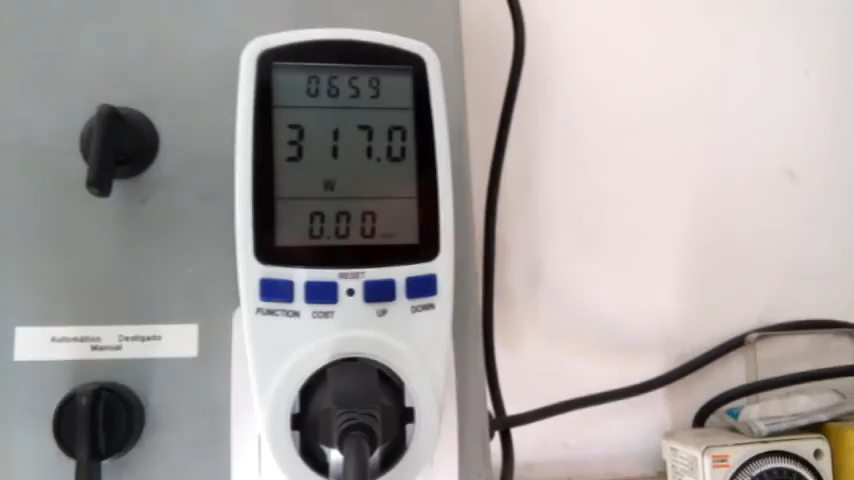 0659
317.0
W
0.00
RESET
FUNCTION COST UP DOWN
Automático Desligado
Manual